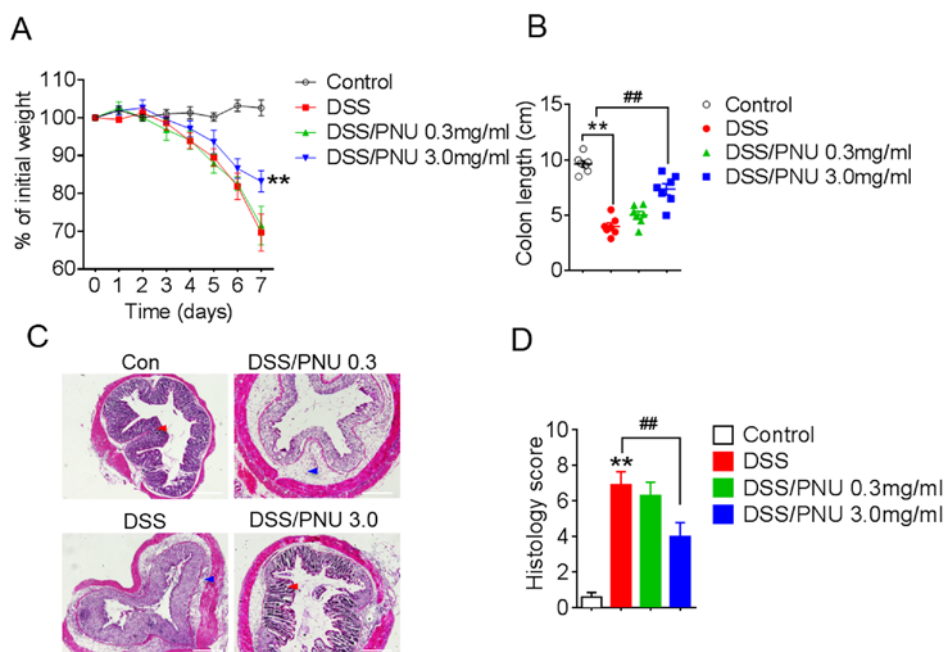 A
110
100
90
80
70
60
% of initial weight
0 1 2 3 4 5 6 7
Time (days)
**
Control
DSS
DSS/PNU 0.3mg/ml
DSS/PNU 3.0mg/ml
B
15
10
5
0
Colon length (cm)
**
##
Control
DSS
DSS/PNU 0.3mg/ml
DSS/PNU 3.0mg/ml
C
Con
DSS/PNU 0.3
DSS
DSS/PNU 3.0
D
10
8
6
4
2
0
Histology score
**
##
Control
DSS
DSS/PNU 0.3mg/ml
DSS/PNU 3.0mg/ml